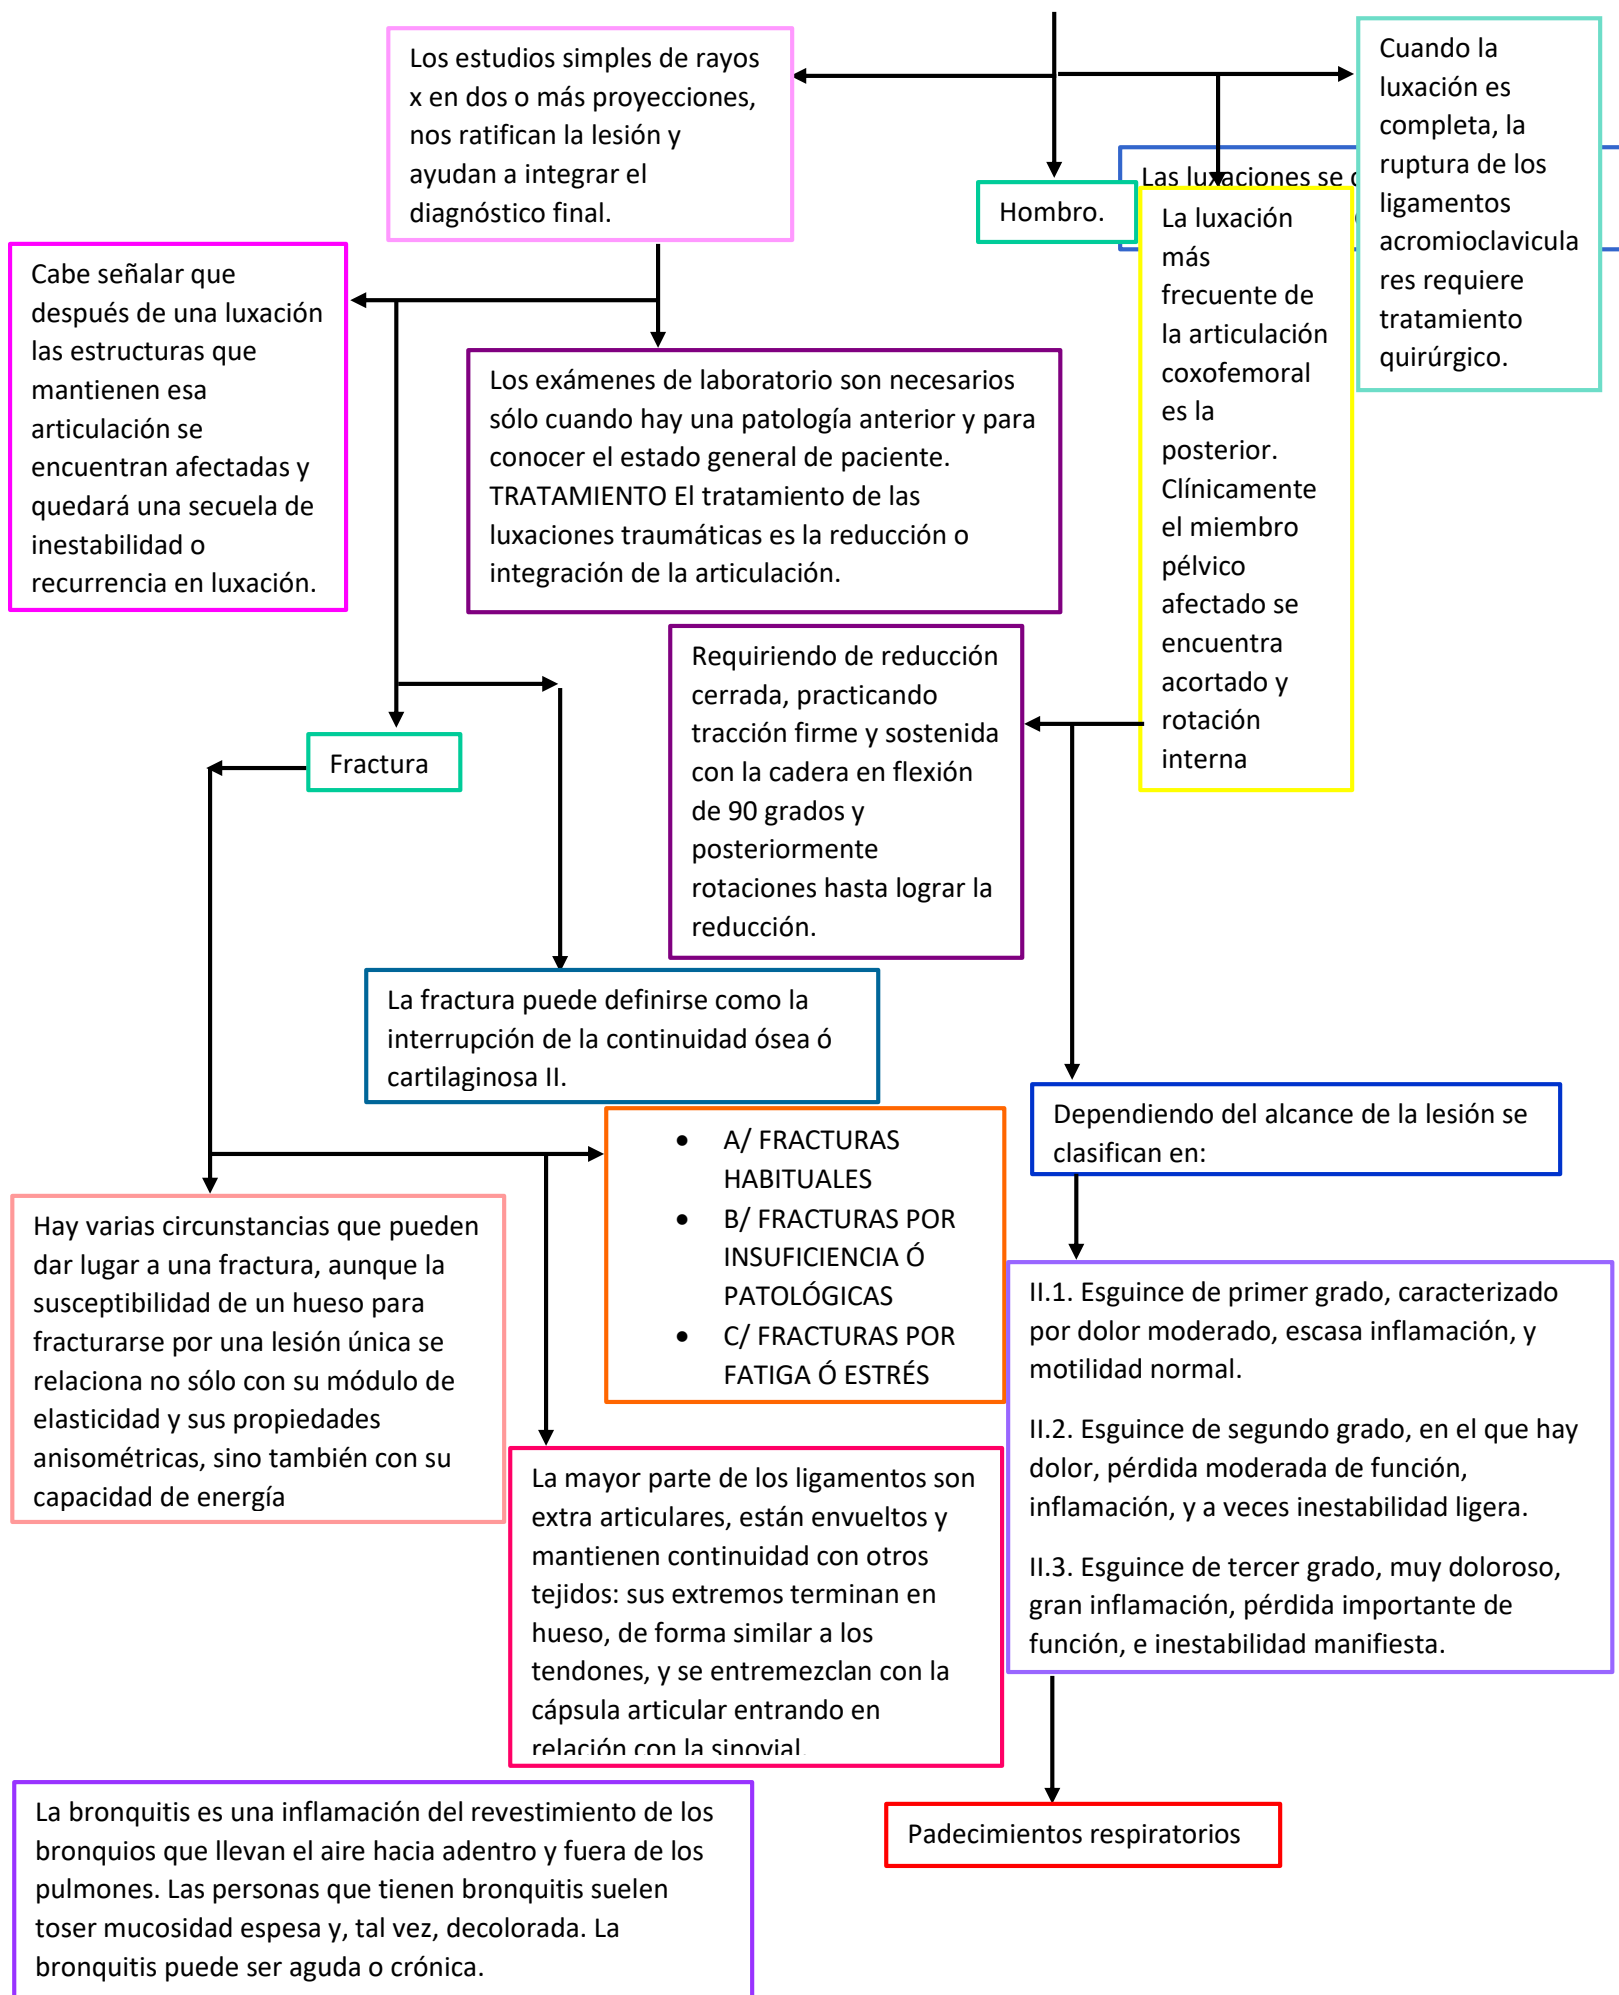 Los estudios simples de rayos
x en dos o más proyecciones,
nos ratifican la lesión y
ayudan a integrar el
diagnóstico final.
Hombro.
Las luxaciones se
Cuando la
luxación es
completa, la
ruptura de los
ligamentos
acromioclavicula
res requiere
tratamiento
quirúrgico.
La luxación
más
frecuente de
la articulación
coxofemoral
es la
posterior.
Clínicamente
el miembro
pélvico
afectado se
encuentra
acortado y
rotación
interna
Cabe señalar que
después de una luxación
las estructuras que
mantienen esa
articulación se
encuentran afectadas y
quedará una secuela de
inestabilidad o
recurrencia en luxación.
Los exámenes de laboratorio son necesarios
sólo cuando hay una patología anterior y para
conocer el estado general de paciente.
TRATAMIENTO El tratamiento de las
luxaciones traumáticas es la reducción o
integración de la articulación.
Requiriendo de reducción
cerrada, practicando
tracción firme y sostenida
con la cadera en flexión
de 90 grados y
posteriormente
rotaciones hasta lograr la
reducción.
Fractura
La fractura puede definirse como la
interrupción de la continuidad ósea ó
cartilaginosa II.
Dependiendo del alcance de la lesión se
clasifican en:
• A/ FRACTURAS
HABITUALES
• B/ FRACTURAS POR
INSUFICIENCIA Ó
PATOLÓGICAS
• C/ FRACTURAS POR
FATIGA Ó ESTRÉS
Hay varias circunstancias que pueden
dar lugar a una fractura, aunque la
susceptibilidad de un hueso para
fracturarse por una lesión única se
relaciona no sólo con su módulo de
elasticidad y sus propiedades
anisométricas, sino también con su
capacidad de energía
II.1. Esguince de primer grado, caracterizado
por dolor moderado, escasa inflamación, y
motilidad normal.
II.2. Esguince de segundo grado, en el que hay
dolor, pérdida moderada de función,
inflamación, y a veces inestabilidad ligera.
II.3. Esguince de tercer grado, muy doloroso,
gran inflamación, pérdida importante de
función, e inestabilidad manifiesta.
La mayor parte de los ligamentos son
extra articulares, están envueltos y
mantienen continuidad con otros
tejidos: sus extremos terminan en
hueso, de forma similar a los
tendones, y se entremezclan con la
cápsula articular entrando en
relación con la sinovial.
Padecimientos respiratorios
La bronquitis es una inflamación del revestimiento de los
bronquios que llevan el aire hacia adentro y fuera de los
pulmones. Las personas que tienen bronquitis suelen
toser mucosidad espesa y, tal vez, decolorada. La
bronquitis puede ser aguda o crónica.